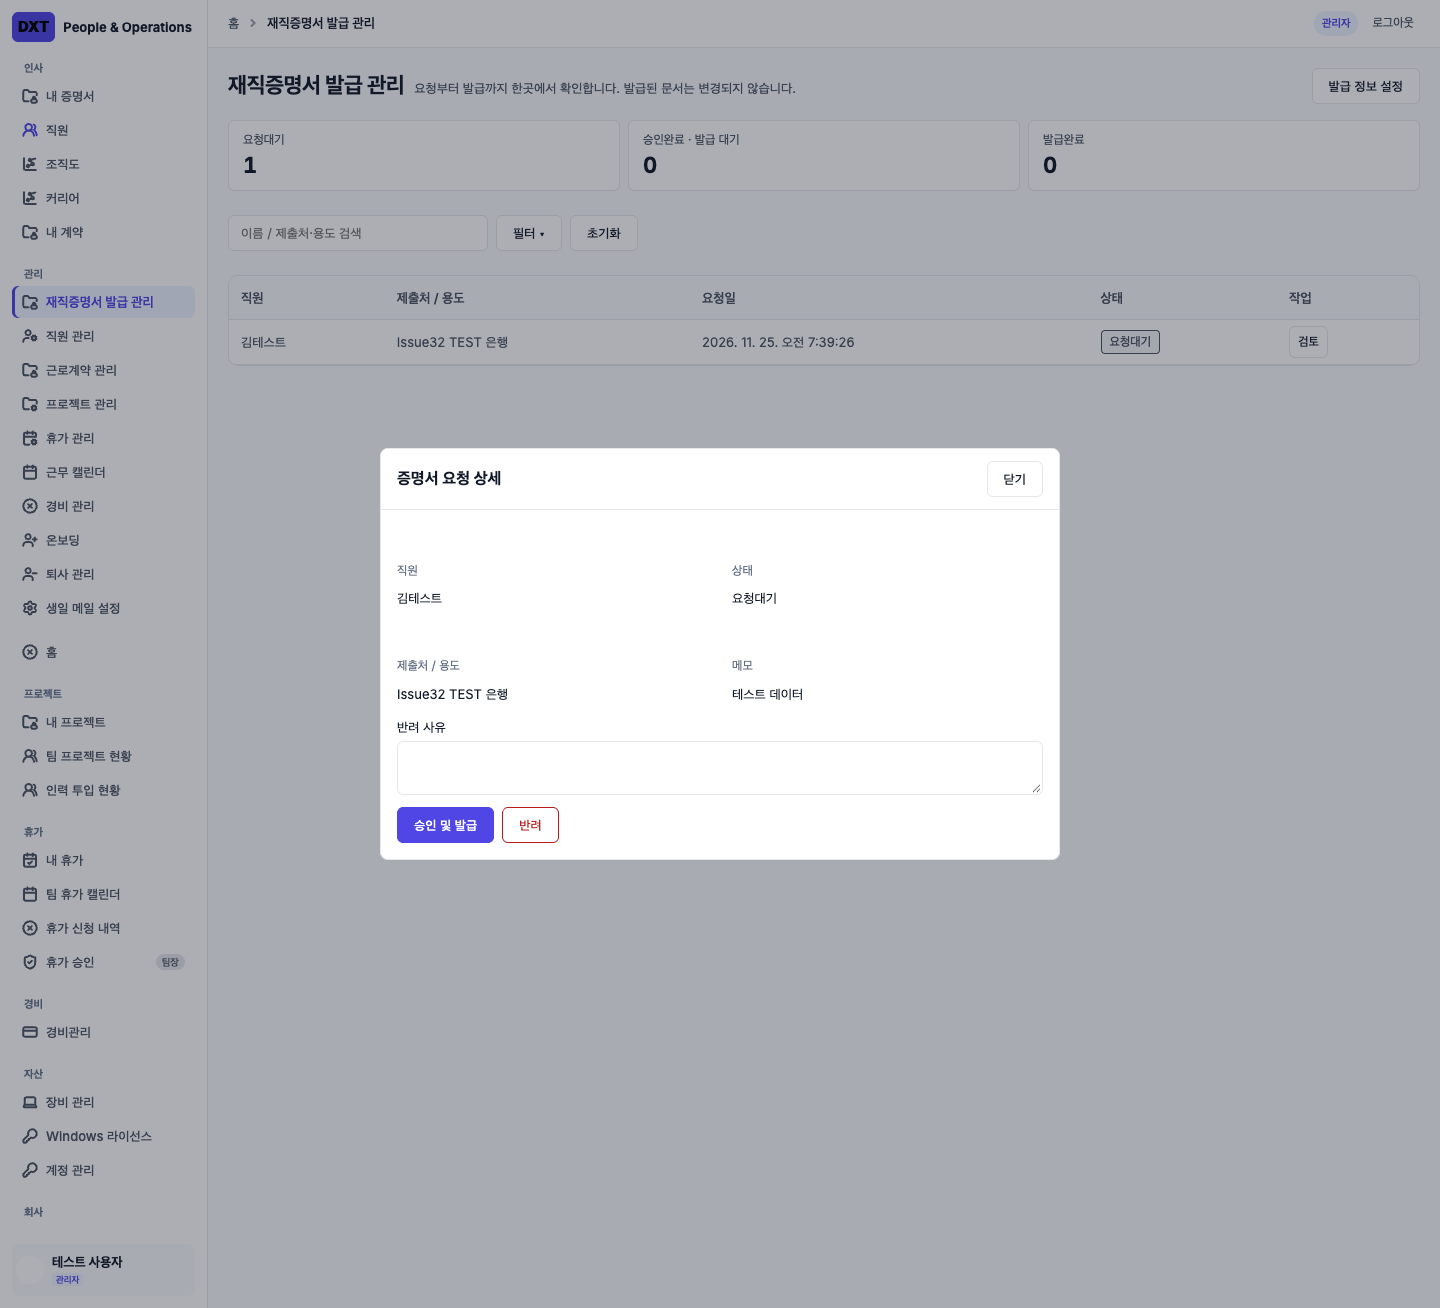 DXT People & Operations
인사
내 증명서
직원
조직도
커리어
내 계약
관리
재직증명서 발급 관리
직원 관리
근로계약 관리
프로젝트 관리
휴가 관리
근무 캘린더
경비 관리
온보딩
퇴사 관리
생일 메일 설정
홈
프로젝트
내 프로젝트
팀 프로젝트 현황
인력 투입 현황
휴가
내 휴가
팀 휴가 캘린더
휴가 신청 내역
휴가 승인 팀장
경비
경비관리
자산
장비 관리
Windows 라이선스
계정 관리
회사
테스트 사용자
관리자
홈 > 재직증명서 발급 관리
관리자 로그아웃
재직증명서 발급 관리 요청부터 발급까지 한곳에서 확인합니다. 발급된 문서는 변경되지 않습니다.
발급 정보 설정
요청대기
1
승인완료 · 발급 대기
0
발급완료
0
이름 / 제출처·용도 검색 필터 ▾ 초기화
직원 제출처 / 용도 요청일 상태 작업
김테스트 Issue32 TEST 은행 2026. 11. 25. 오전 7:39:26 요청대기 검토
증명서 요청 상세 닫기
직원 상태
김테스트 요청대기
제출처 / 용도 메모
Issue32 TEST 은행 테스트 데이터
반려 사유
승인 및 발급 반려